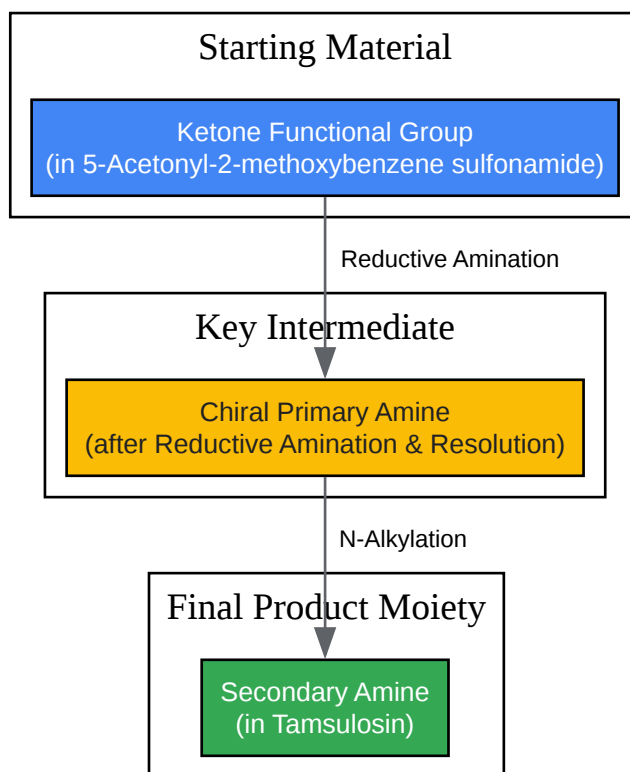 Starting Material
Ketone Functional Group
(in 5-Acetonyl-2-methoxybenzene sulfonamide)
Reductive Amination
Key Intermediate
Chiral Primary Amine
(after Reductive Amination & Resolution)
N-Alkylation
Final Product Moiety
Secondary Amine
(in Tamsulosin)